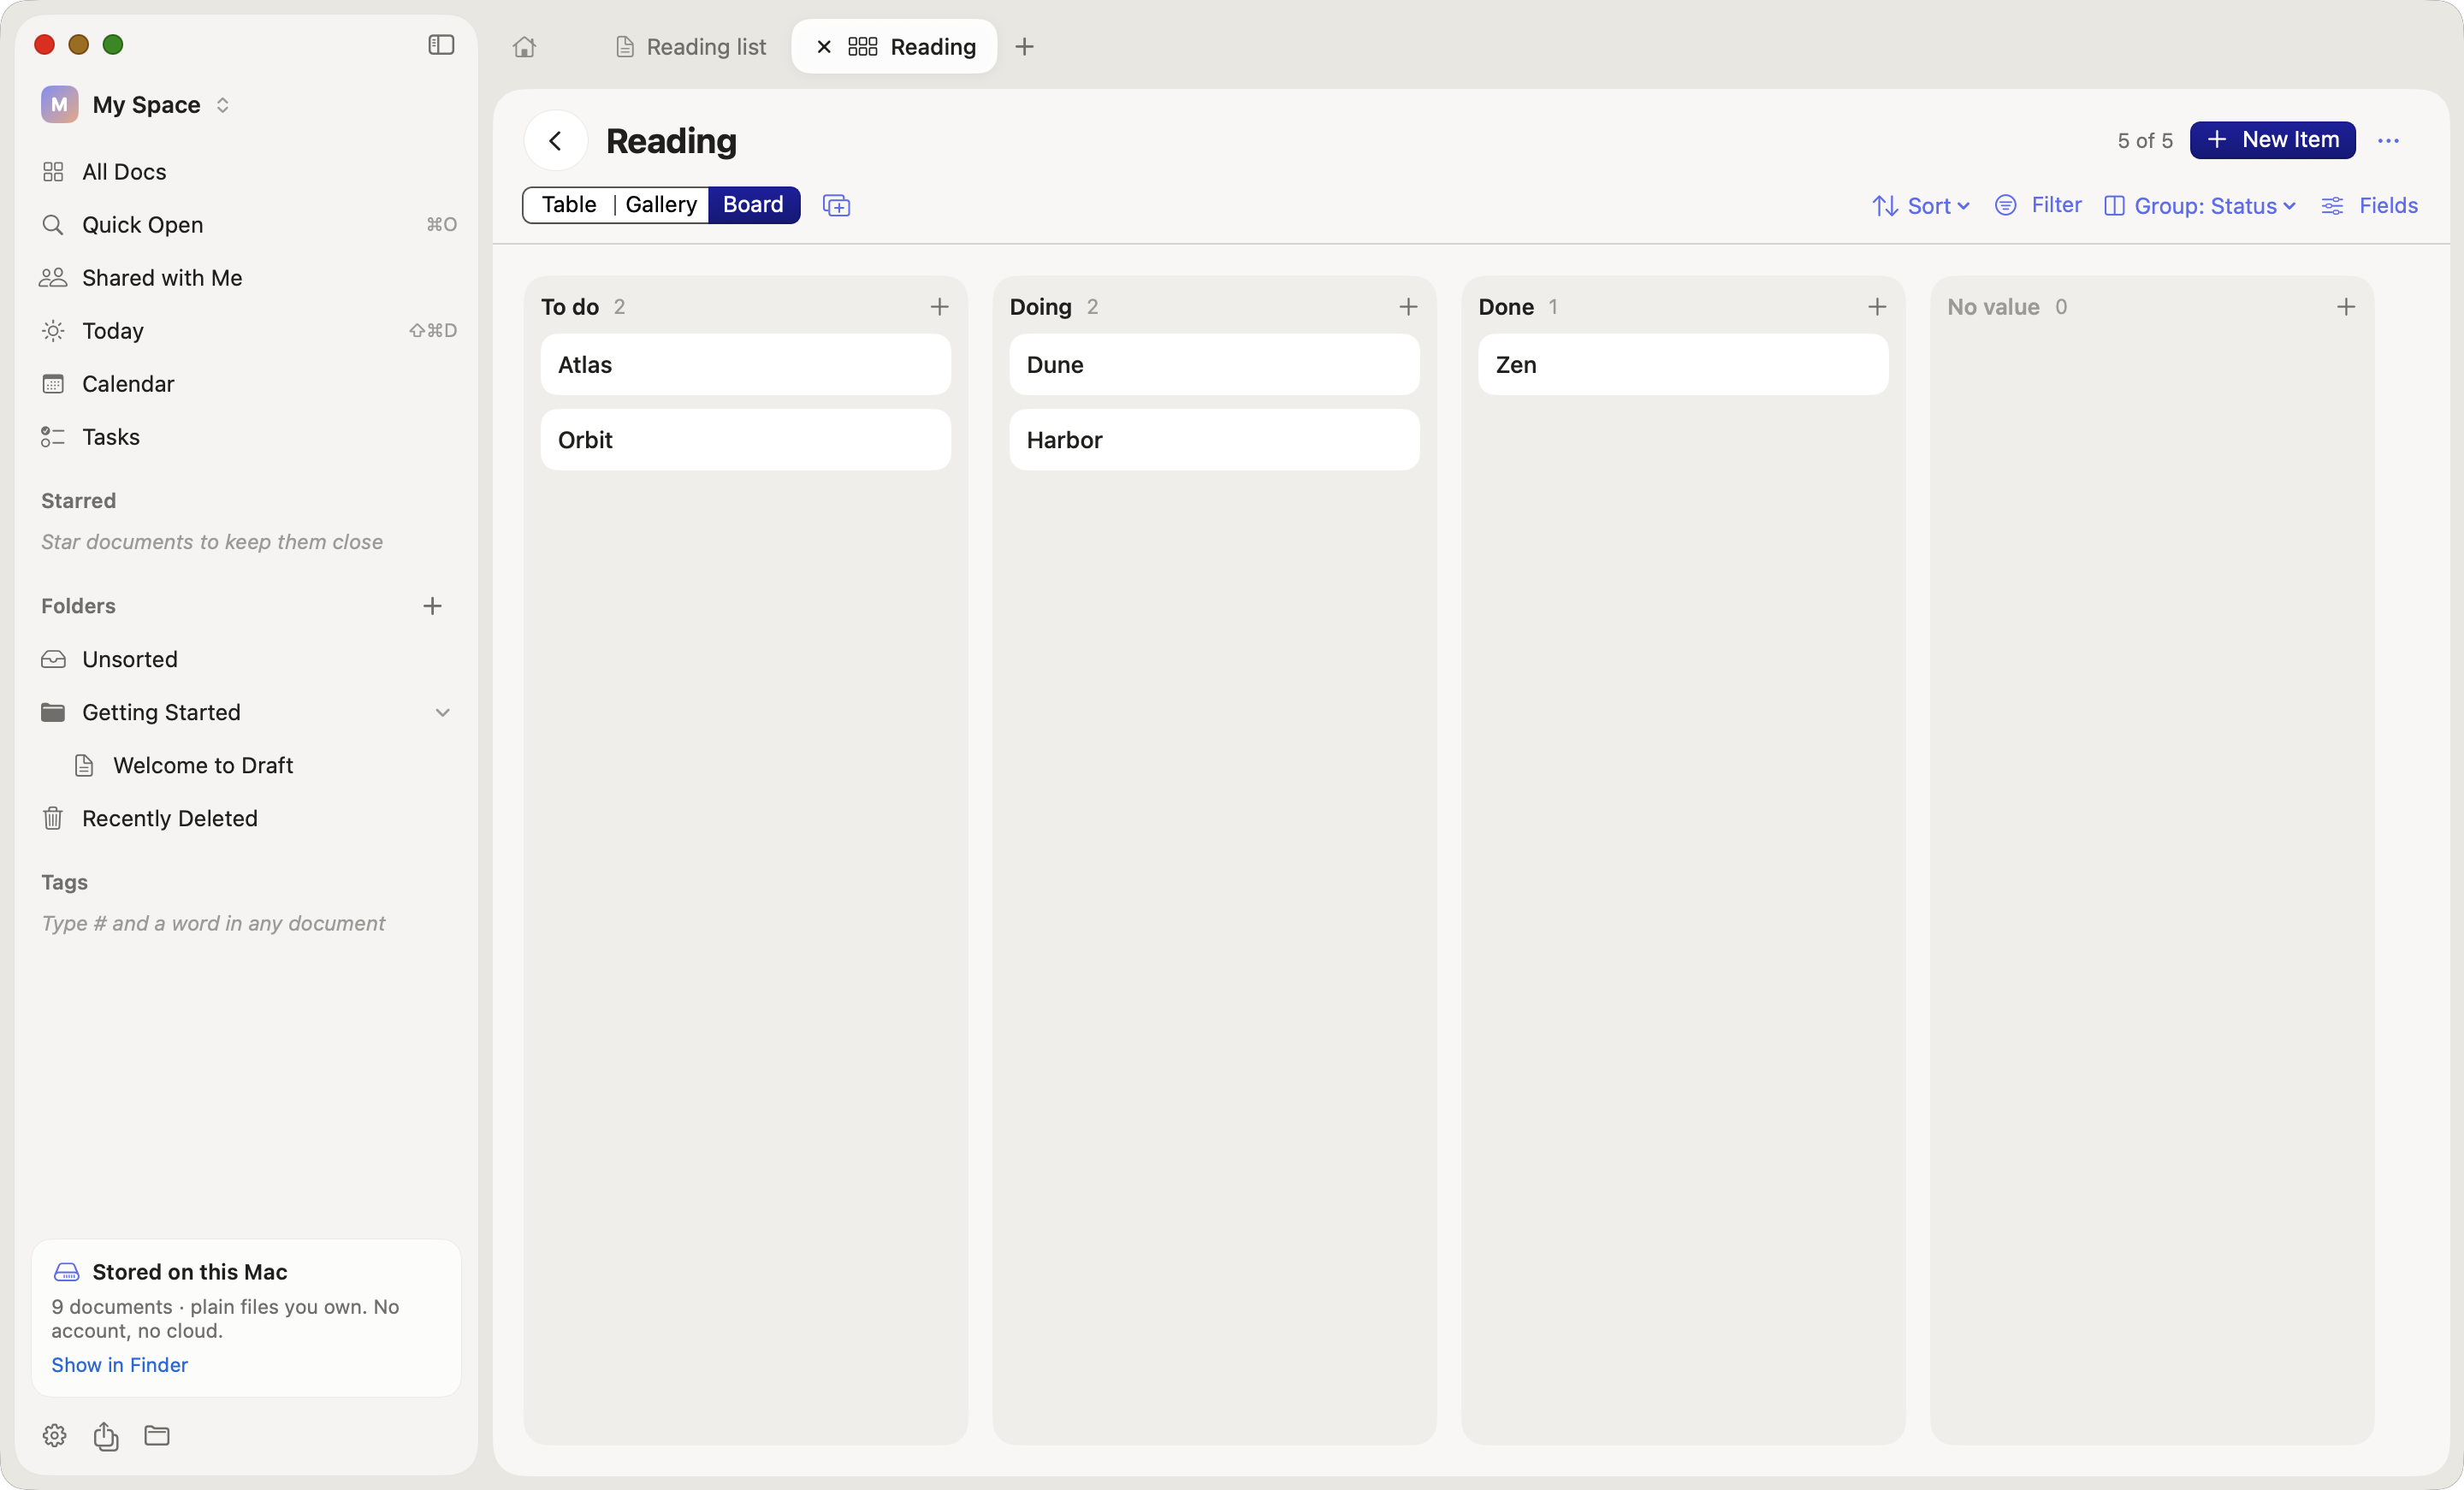 M My Space
All Docs
Quick Open ⌘O
Shared with Me
Today ⇧⌘D
Calendar
Tasks
Starred
Star documents to keep them close
Folders
Unsorted
Getting Started
Welcome to Draft
Recently Deleted
Tags
Type # and a word in any document
Stored on this Mac
9 documents · plain files you own. No
account, no cloud.
Show in Finder
Reading list
Reading
Reading
5 of 5
New Item
Table | Gallery Board
Sort
Filter
Group: Status
Fields
To do 2
Atlas
Orbit
Doing 2
Dune
Harbor
Done 1
Zen
No value 0